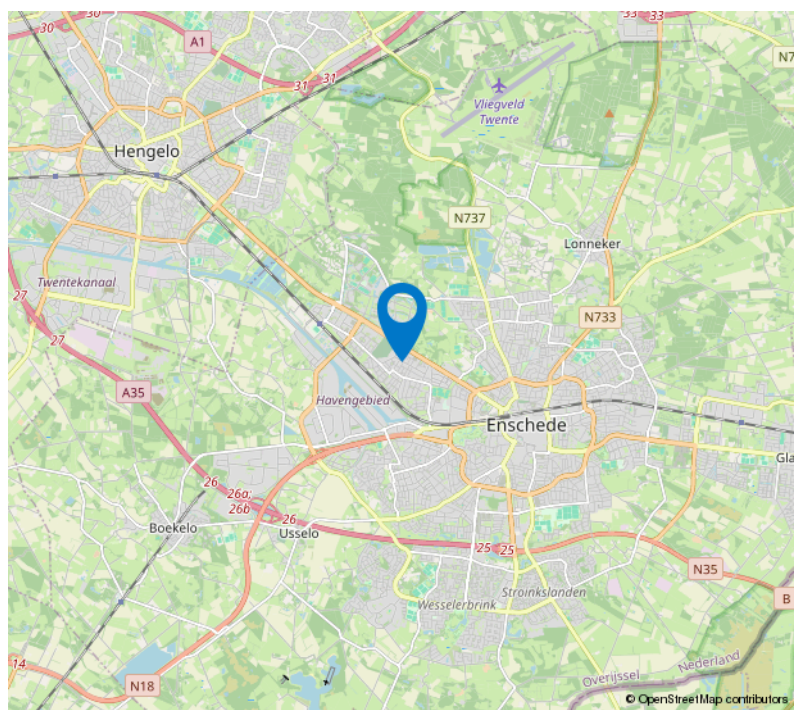 30
33
33
A1
N7
31
31
Vliegveld
Twente
Hengelo
N737
Lonneker
Twentekanaal
27
27
N733
A35
Havengebied
Enschede
Gla
26
26a;
26b
26
Boekelo
Usselo
25
25
N35
Wesselerbrink
Stroinkslanden
B
14
N18
Overijssel
Nederland
© OpenStreetMap contributors